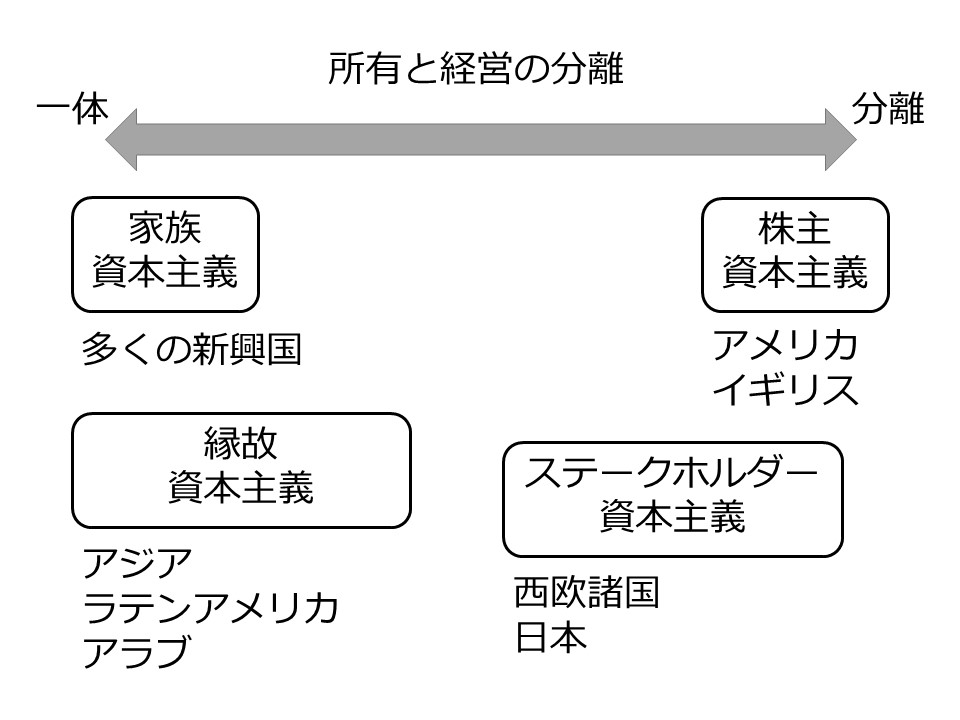 所有と経営の分離
一体
分離
家族
資本主義
多くの新興国
株主
資本主義
アメリカ
イギリス
縁故
資本主義
アジア
ラテンアメリカ
アラブ
ステークホルダー
資本主義
西欧諸国
日本